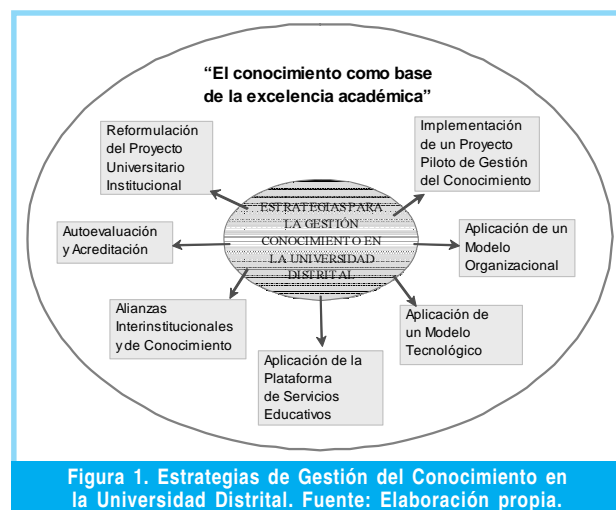 “El conocimiento como base
de la excelencia académica”
Reformulación
del Proyecto
Universitario
Institucional
Implementación
de un Proyecto
Piloto de Gestión
del Conocimiento
Autoevaluación
y Acreditación
ESTRATEGIAS PARA
LA GESTIÓN
CONOCIMIENTO EN
LA UNIVERSIDAD
DISTRITAL
Aplicación de un
Modelo
Organizacional
Alianzas
Interinstitucionales
y de Conocimiento
Aplicación de
un Modelo
Tecnológico
Aplicación de la
Plataforma
de Servicios
Educativos
Figura 1. Estrategias de Gestión del Conocimiento en
la Universidad Distrital. Fuente: Elaboración propia.